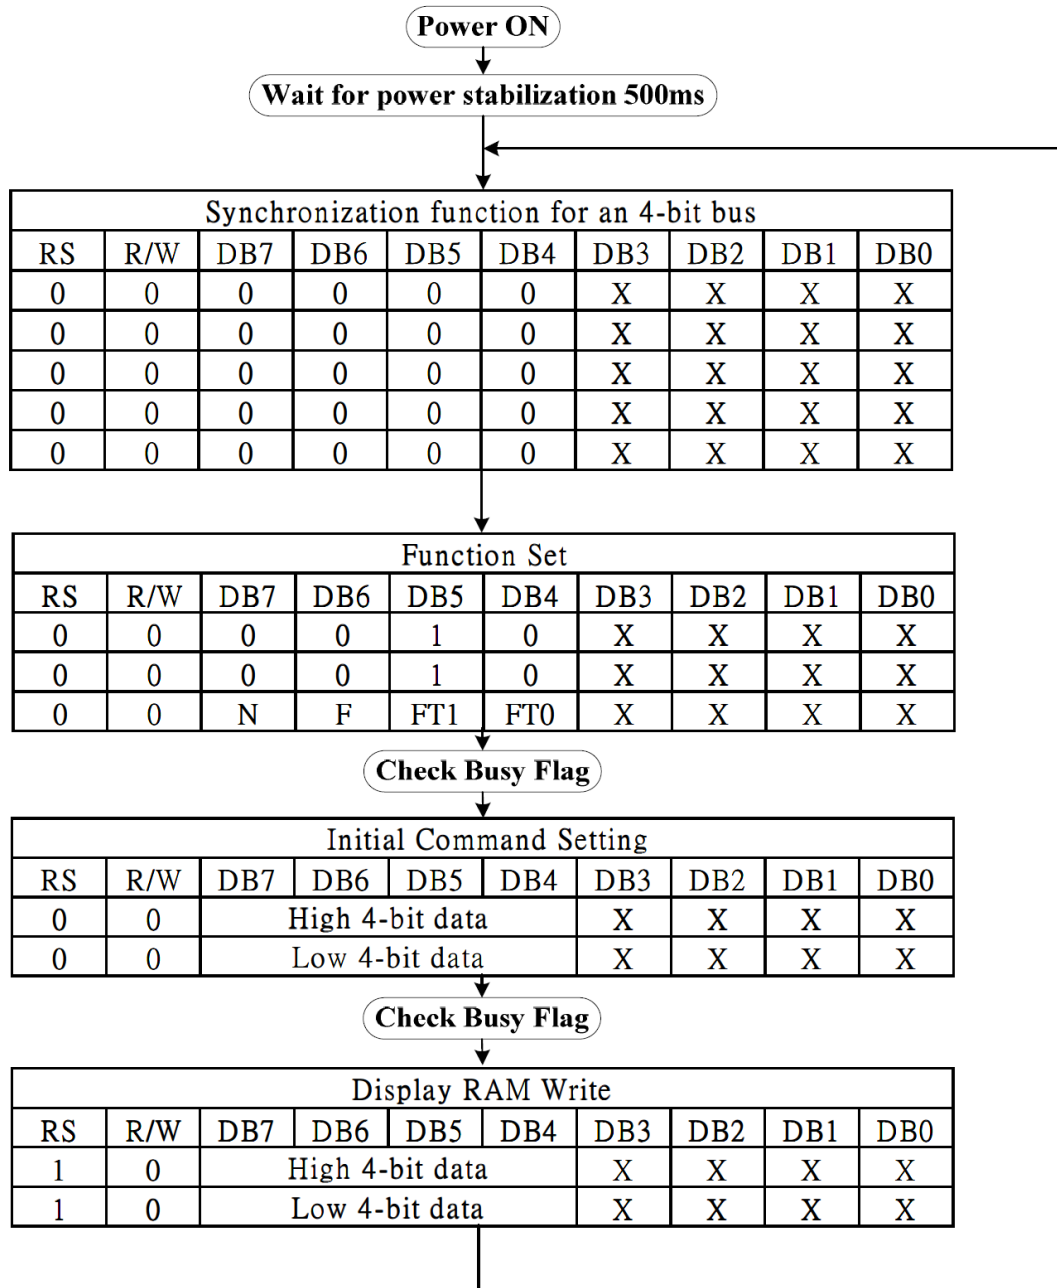 Power ON
Wait for power stabilization 500ms
Synchronization function for an 4-bit bus
RS R/W DB7 DB6 DB5 DB4 DB3 DB2 DB1 DB0
0 0 0 0 0 0 X X X X
0 0 0 0 0 0 X X X X
0 0 0 0 0 0 X X X X
0 0 0 0 0 0 X X X X
0 0 0 0 0 0 X X X X
Function Set
RS R/W DB7 DB6 DB5 DB4 DB3 DB2 DB1 DB0
0 0 0 0 1 0 X X X X
0 0 0 0 1 0 X X X X
0 0 N F FT1 FT0 X X X X
Check Busy Flag
Initial Command Setting
RS R/W DB7 DB6 DB5 DB4 DB3 DB2 DB1 DB0
0 0 High 4-bit data X X X X
0 0 Low 4-bit data X X X X
Check Busy Flag
Display RAM Write
RS R/W DB7 DB6 DB5 DB4 DB3 DB2 DB1 DB0
1 0 High 4-bit data X X X X
1 0 Low 4-bit data X X X X